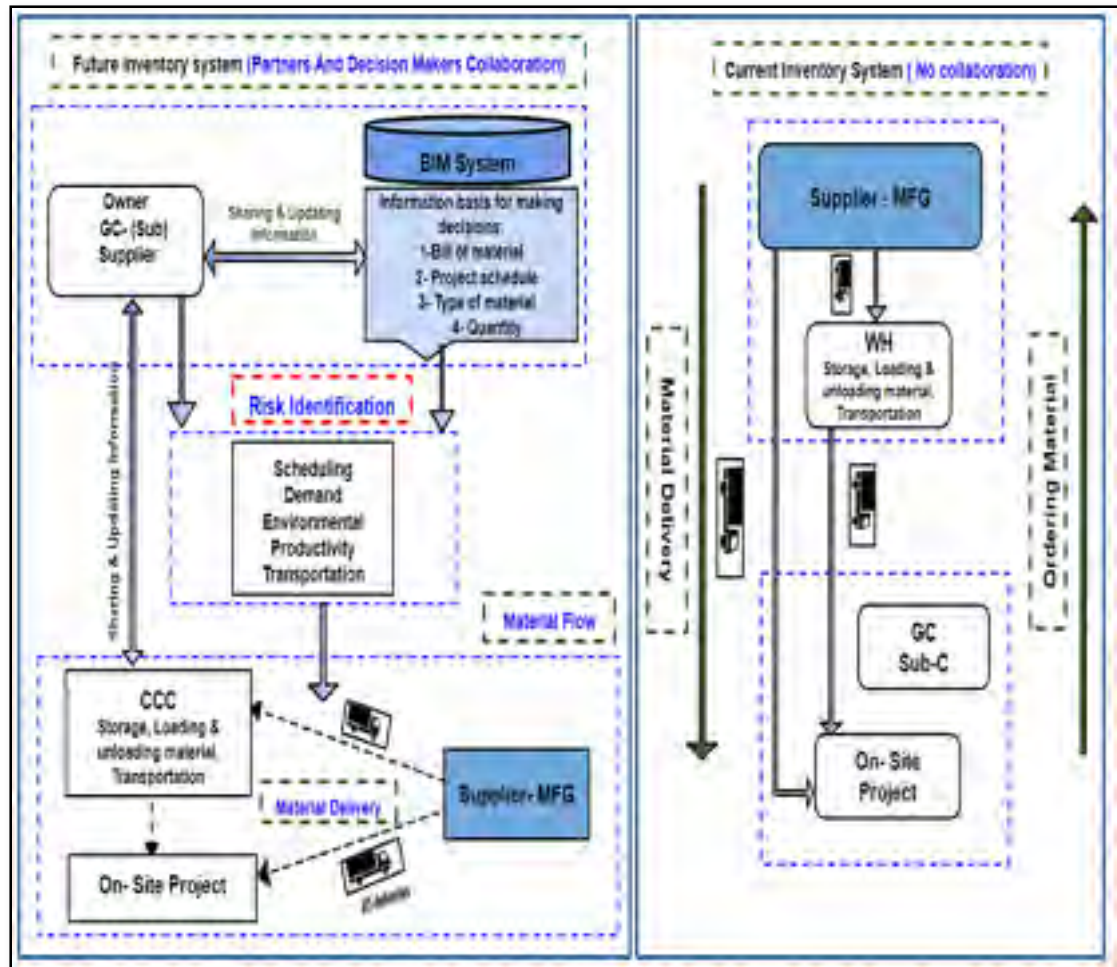 Future inventory system (Partners And Decision Makers Collaboration)
BIM System
Owner
GC- (Sub)
Supplier
Sharing & Updating
Information
Information basis for making
decisions:
1-Bill of material
2- Project schedule
3- Type of material
4- Quantity
Sharing & Updating Information
Risk Identification
Scheduling
Demand
Environmental
Productivity
Transportation
Material Flow
CCC
Storage, Loading &
unloading material,
Transportation
Material Delivery
Supplier- MFG
On- Site Project
Current Inventory System ( No collaboration)
Supplier - MFG
WH
Storage, Loading &
unloading material,
Transportation
Material Delivery
Ordering Material
GC
Sub-C
On- Site
Project